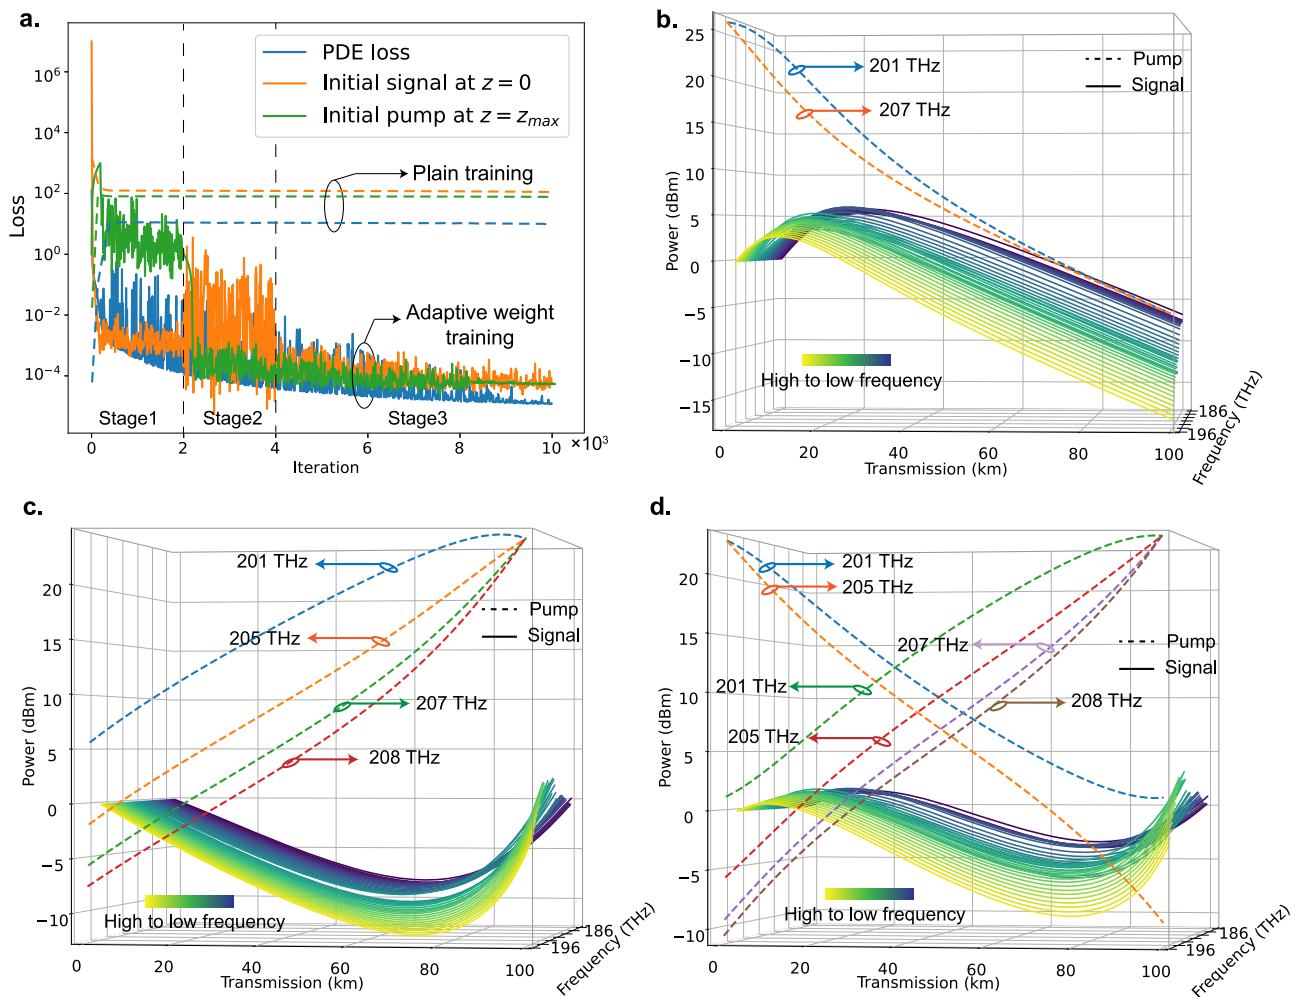 a.
Loss
10^6
10^4
10^2
10^0
10^−2
10^−4
PDE loss
Initial signal at z = 0
Initial pump at z = z_max
Plain training
Adaptive weight
training
Stage1
Stage2
Stage3
0
2
4
6
8
10
×10^3
Iteration
b.
Power (dBm)
25
20
15
10
5
0
−5
−10
−15
201 THz
207 THz
Pump
Signal
High to low frequency
0
20
40
60
80
100
Transmission (km)
186
196
Frequency (THz)
c.
Power (dBm)
20
15
10
5
0
−5
−10
201 THz
205 THz
207 THz
208 THz
Pump
Signal
High to low frequency
0
20
40
60
80
100
Transmission (km)
186
196
Frequency (THz)
d.
Power (dBm)
20
15
10
5
0
−5
−10
201 THz
205 THz
207 THz
201 THz
208 THz
205 THz
Pump
Signal
High to low frequency
0
20
40
60
80
100
Transmission (km)
186
196
Frequency (THz)